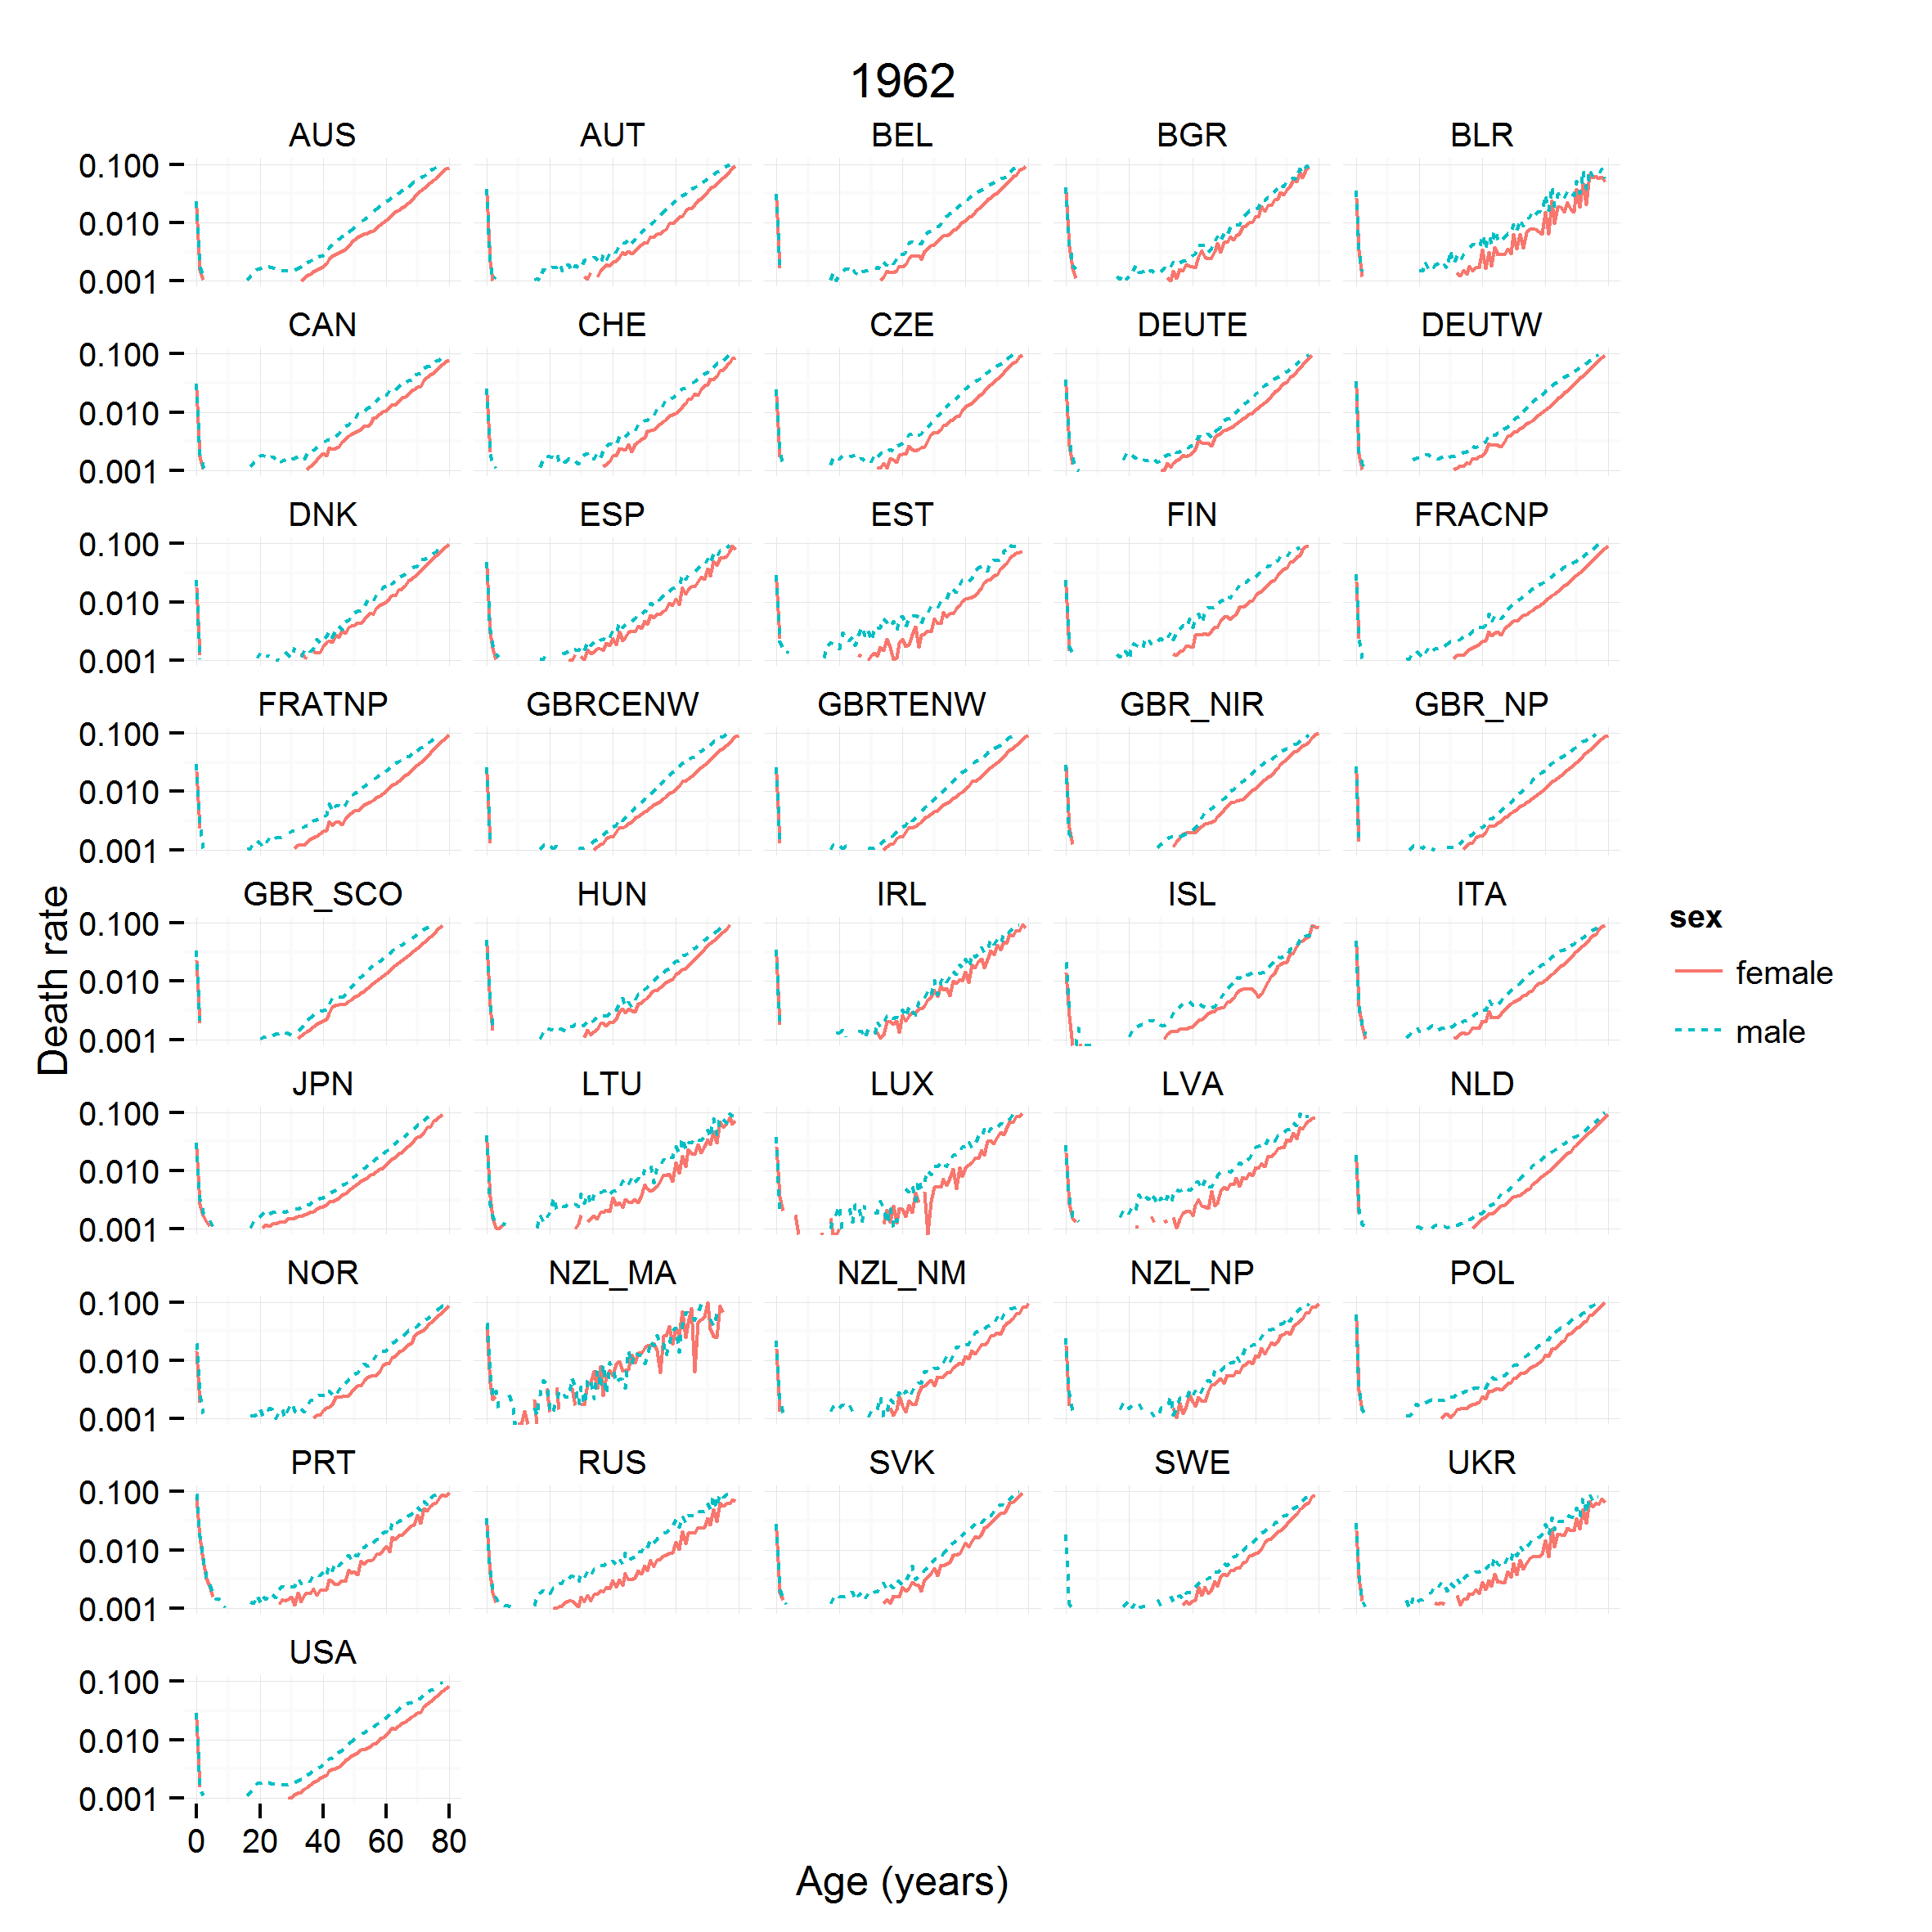 1962
AUS AUT BEL BGR BLR
0.100
0.010
0.001
CAN CHE CZE DEUTE DEUTW
0.100
0.010
0.001
DNK ESP EST FIN FRACNP
0.100
0.010
0.001
FRATNP GBRCENW GBRTENW GBR_NIR GBR_NP
0.100
0.010
0.001
GBR_SCO HUN IRL ISL ITA
0.100
0.010
0.001
JPN LTU LUX LVA NLD
0.100
0.010
0.001
NOR NZL_MA NZL_NM NZL_NP POL
0.100
0.010
0.001
PRT RUS SVK SWE UKR
0.100
0.010
0.001
USA
0.100
0.010
0.001
0 20 40 60 80
Age (years)
Death rate
sex
female
male